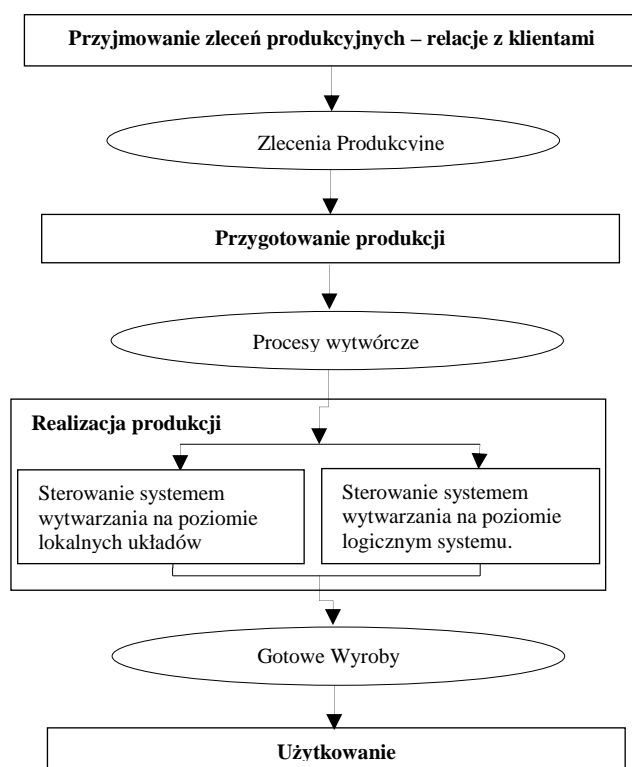 Przyjmowanie zleceń produkcyjnych – relacje z klientami
Zlecenia Produkcyjne
Przygotowanie produkcji
Procesy wytwórcze
Realizacja produkcji
Sterowanie systemem
wytwarzania na poziomie
lokalnych układów
Sterowanie systemem
wytwarzania na poziomie
logicznym systemu.
Gotowe Wyroby
Użytkowanie